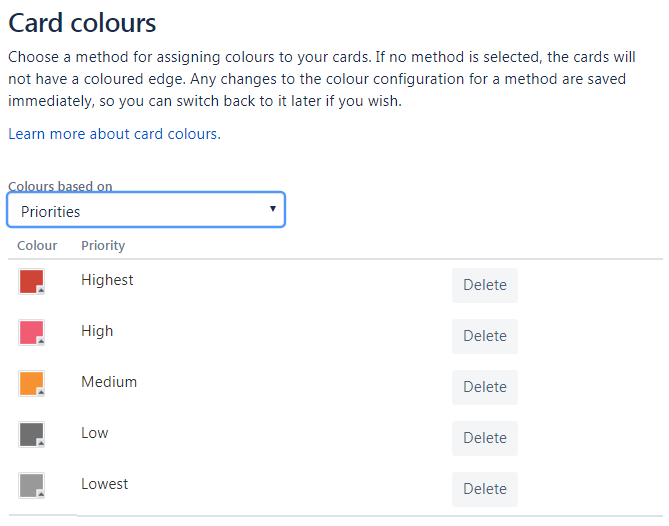 Card colours
Choose a method for assigning colours to your cards. If no method is selected, the cards will
not have a coloured edge. Any changes to the colour configuration for a method are saved
immediately, so you can switch back to it later if you wish.
Learn more about card colours.
Colours based on
Priorities
Colour Priority
Highest Delete
High Delete
Medium Delete
Low Delete
Lowest Delete